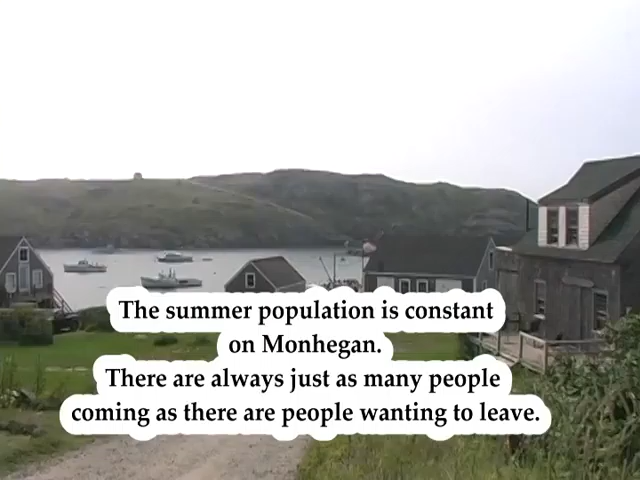 The summer population is constant
on Monhegan.
There are always just as many people
coming as there are people wanting to leave.